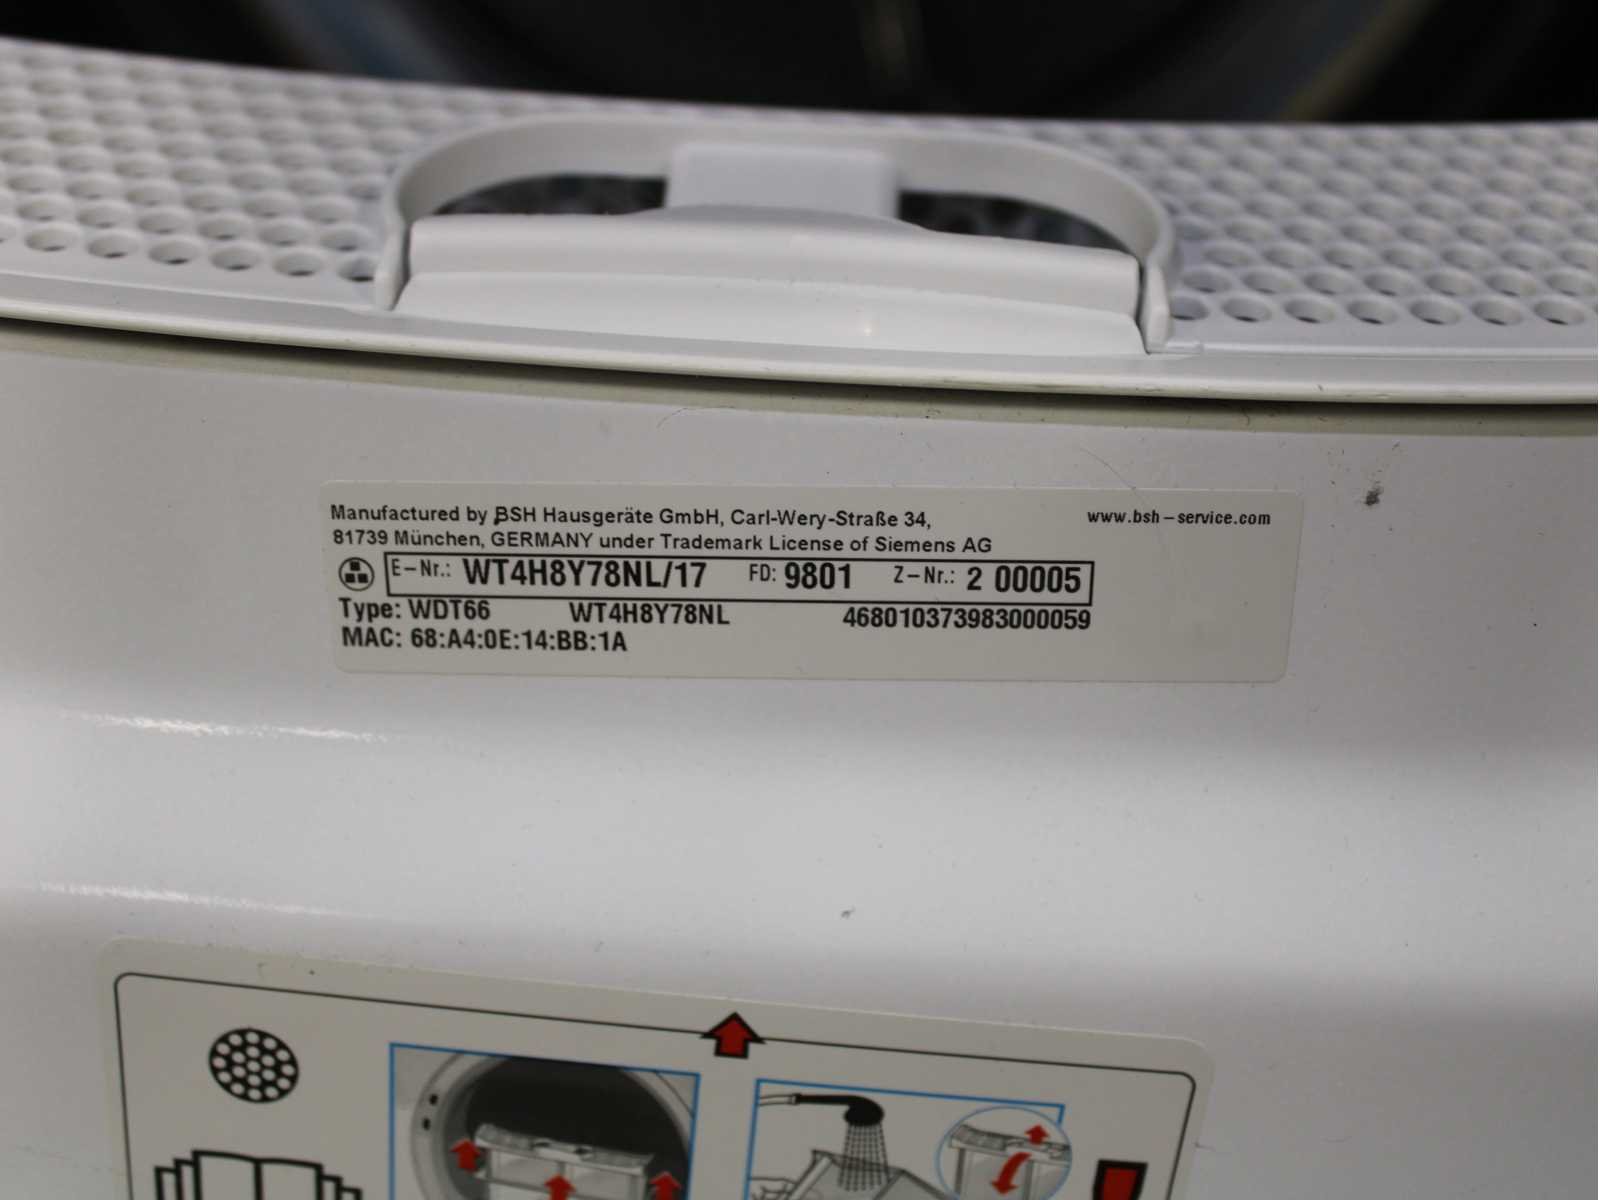 Manufactured by BSH Hausgeräte GmbH, Carl-Wery-Straße 34,
www.bsh-service.com
81739 München, GERMANY under Trademark License of Siemens AG
E-Nr.: WT4H8Y78NL/17 FD: 9801 Z-Nr.: 2 00005
Type: WDT66 WT4H8Y78NL 468010373983000059
MAC: 68:A4:0E:14:BB:1A